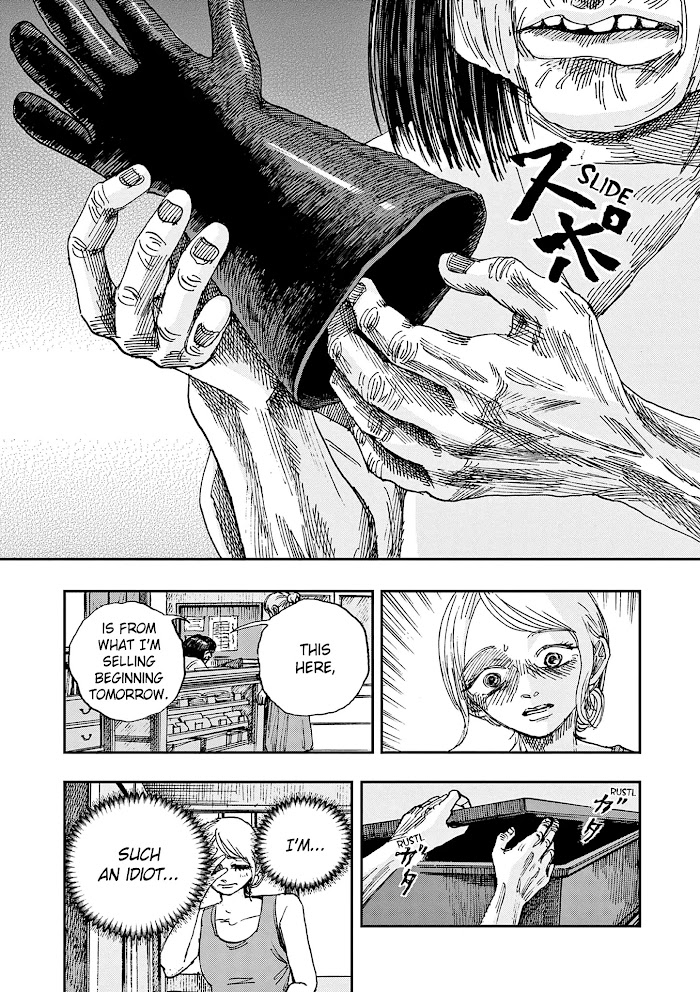 スポ
SLIDE
THIS
HERE,
IS FROM
WHAT I'M
SELLING
BEGINNING
TOMORROW.
RUSTL
ガタ
RUSTL
ガタ
I'M...
SUCH
AN IDIOT...